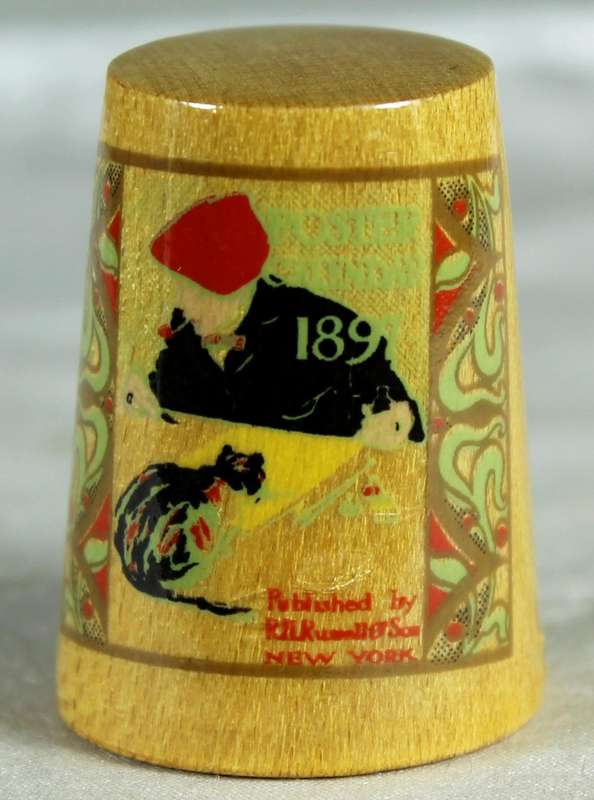 POSTER
CALENDAR
1897
Published by
R.H.Russell & Son
NEW YORK